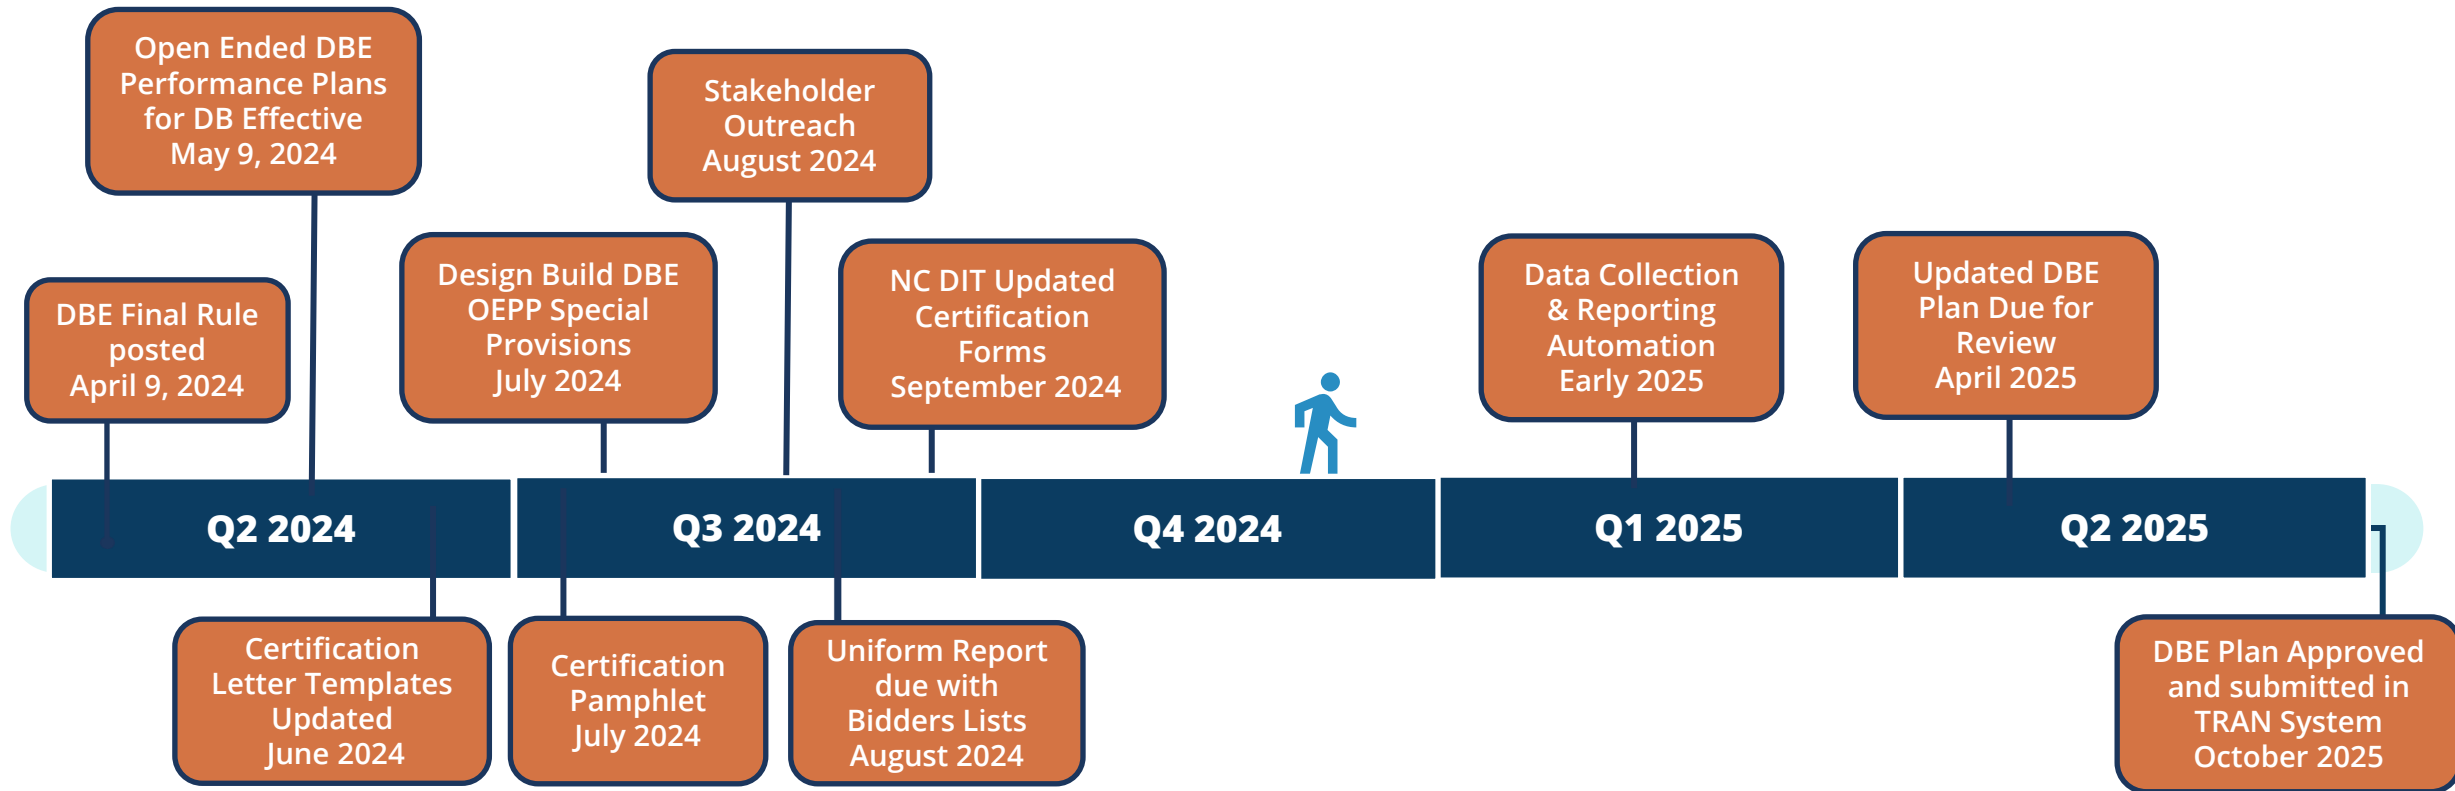 Open Ended DBE
Performance Plans
for DB Effective
May 9, 2024
Stakeholder
Outreach
August 2024
DBE Final Rule
posted
April 9, 2024
Design Build DBE
OEPP Special
Provisions
July 2024
NC DIT Updated
Certification
Forms
September 2024
Data Collection
& Reporting
Automation
Early 2025
Updated DBE
Plan Due for
Review
April 2025
Q2 2024
Q3 2024
Q4 2024
Q1 2025
Q2 2025
Certification
Letter Templates
Updated
June 2024
Certification
Pamphlet
July 2024
Uniform Report
due with
Bidders Lists
August 2024
DBE Plan Approved
and submitted in
TRAN System
October 2025